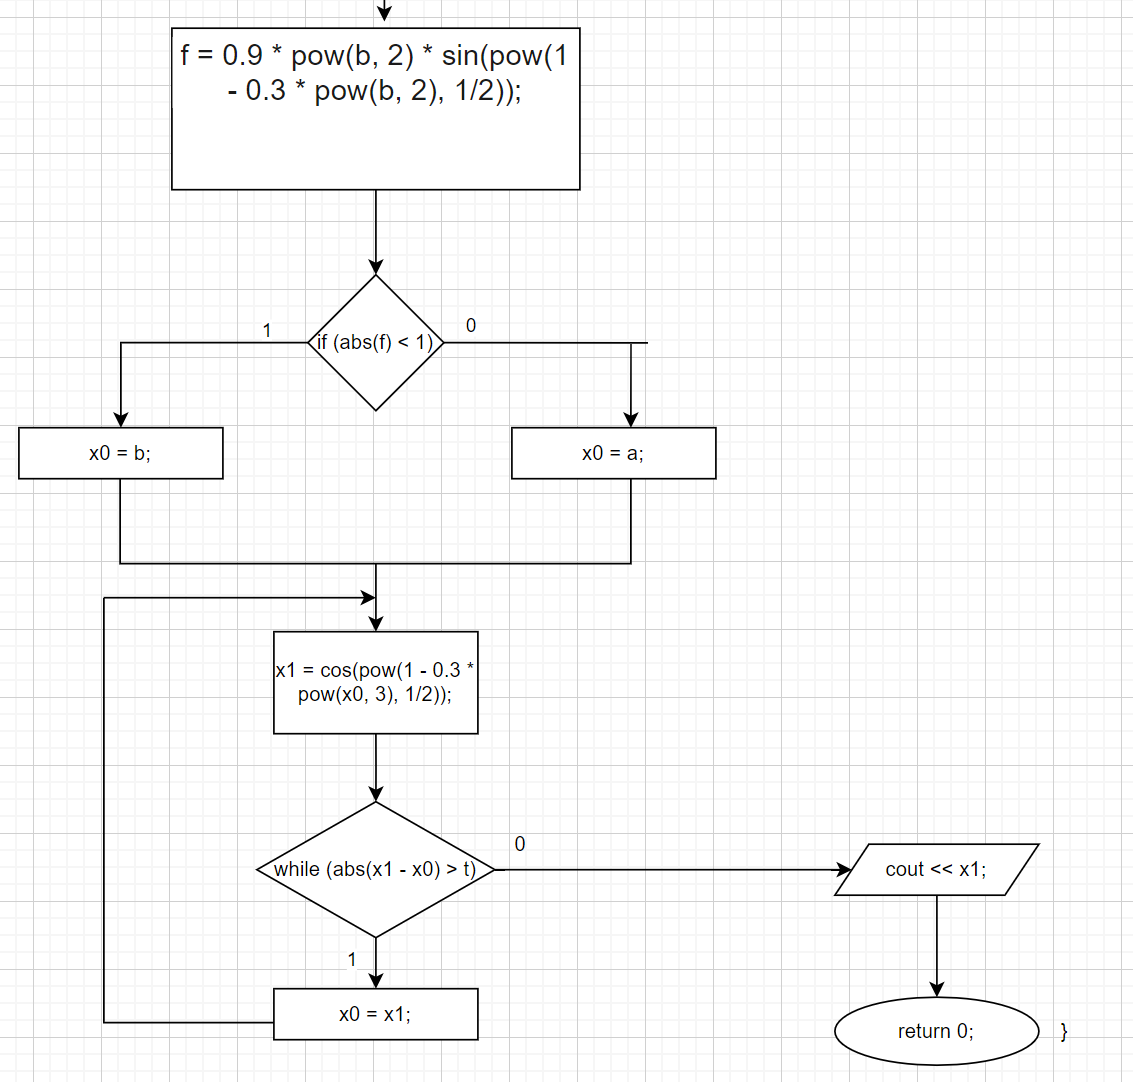 f = 0.9 * pow(b, 2) * sin(pow(1
- 0.3 * pow(b, 2), 1/2));
1
0
if (abs(f) < 1)
x0 = b;
x0 = a;
x1 = cos(pow(1 - 0.3 *
pow(x0, 3), 1/2));
0
while (abs(x1 - x0) > t)
cout << x1;
1
x0 = x1;
return 0;
}